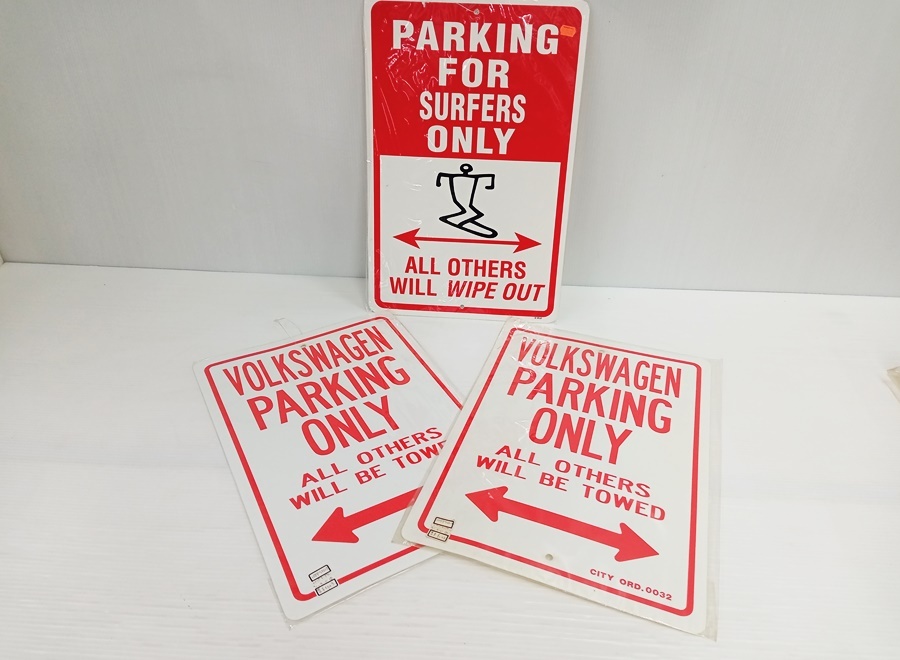 PARKING
FOR
SURFERS
ONLY
ALL OTHERS
WILL WIPE OUT
VOLKSWAGEN
PARKING
ONLY
ALL OTHERS
WILL BE TOWE
VOLKSWAGEN
PARKING
ONLY
ALL OTHERS
WILL BE TOWED
CITY ORD.0032